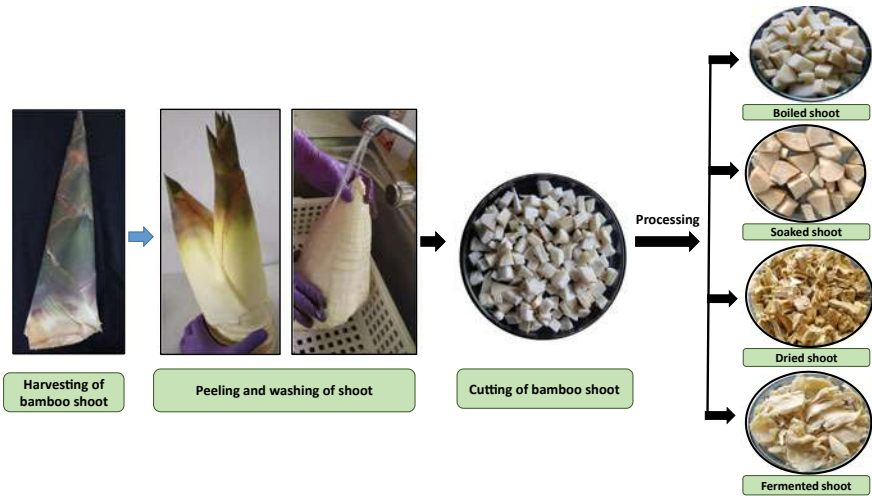 Harvesting of
bamboo shoot
Peeling and washing of shoot
Cutting of bamboo shoot
Processing
Boiled shoot
Soaked shoot
Dried shoot
Fermented shoot